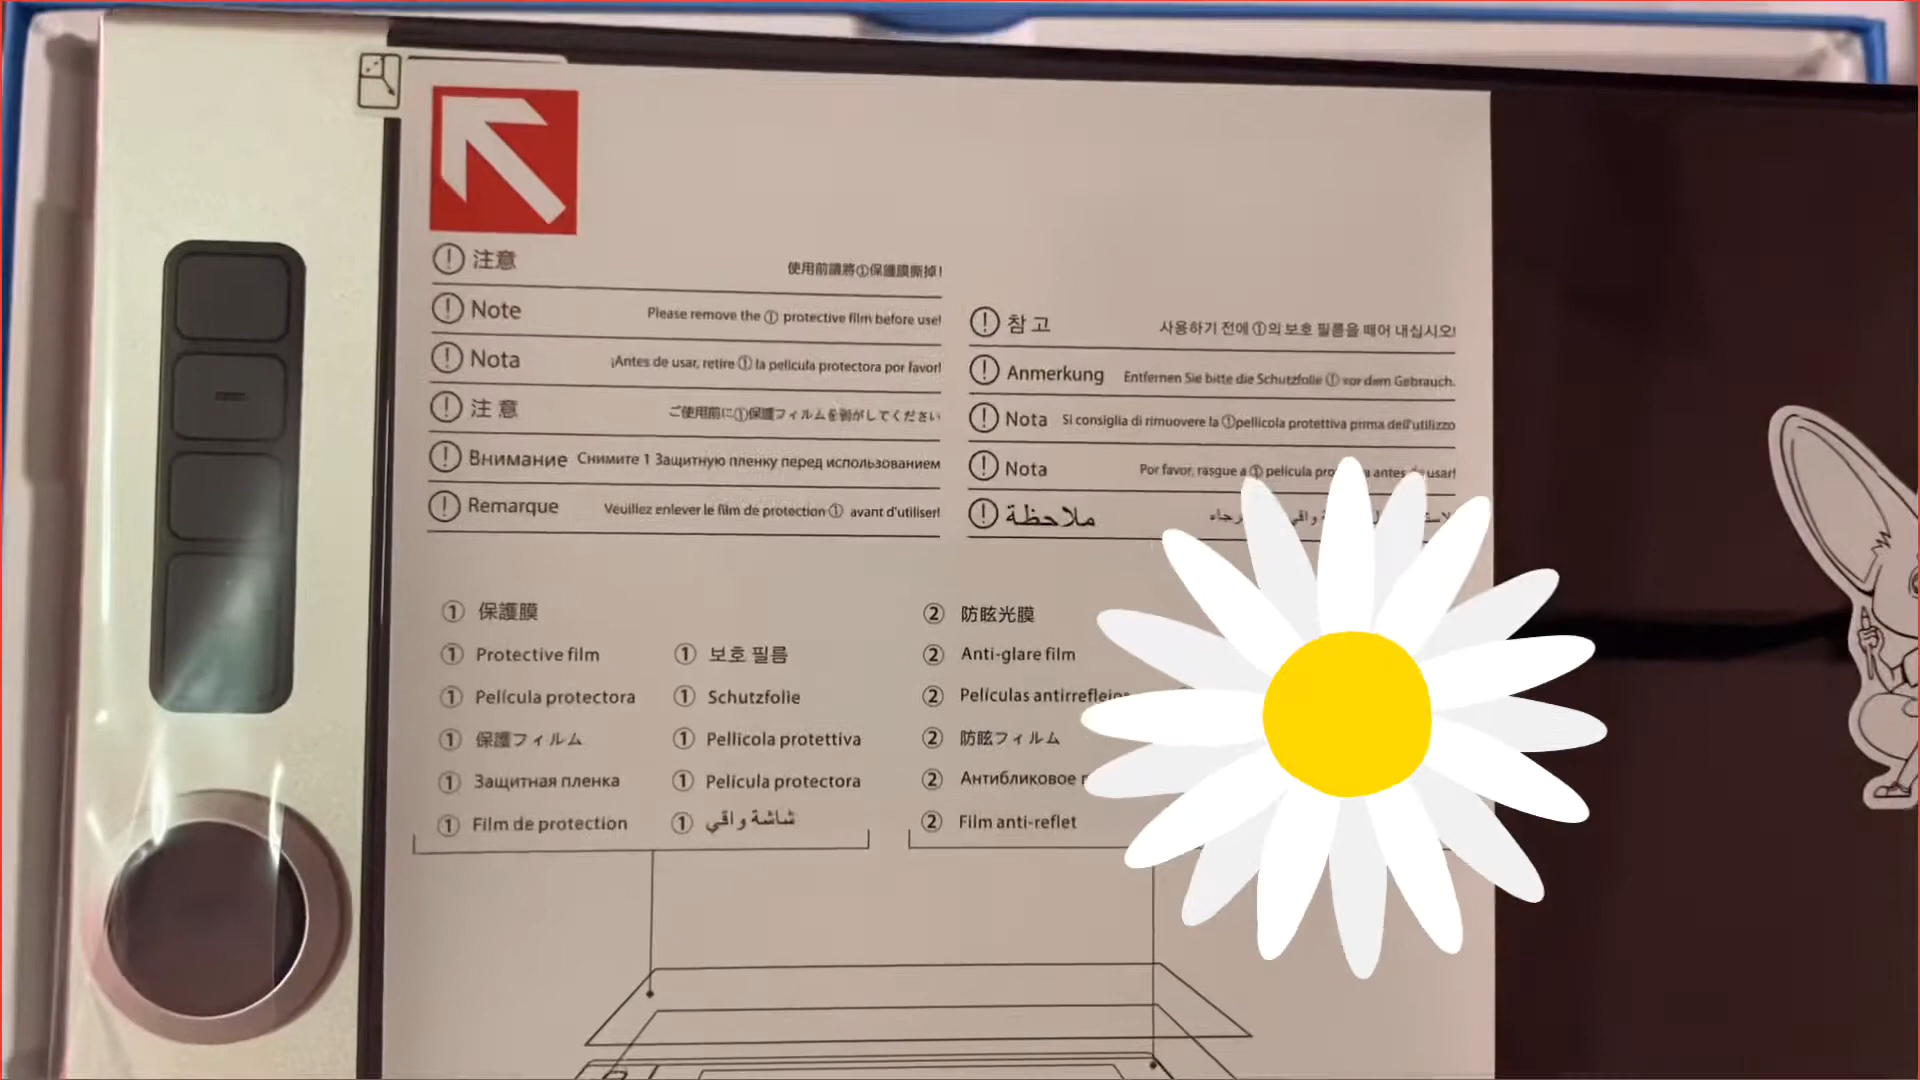 注意 使用前請將①保護膜撕掉!
Note Please remove the ① protective film before use!
Nota ¡Antes de usar, retire ① la película protectora por favor!
注意 ご使用前に①保護フィルムを剥がしてください
Внимание Снимите 1 Защитную пленку перед использованием
Remarque Veuillez enlever le film de protection ① avant d'utiliser!
참고 사용하기 전에 ①의 보호 필름을 떼어 내십시오!
Anmerkung Entfernen Sie bitte die Schutzfolie ① vor dem Gebrauch.
Nota Si consiglia di rimuovere la ①pellicola protettiva prima dell'utilizzo
Nota Por favor, rasgue a ① película antes usar!
ملاحظة
① 保護膜
① Protective film
① Película protectora
① 保護フィルム
① Защитная пленка
① Film de protection
① 보호 필름
① Schutzfolie
① Pellicola protettiva
① Película protectora
① شاشة واقي
② 防眩光膜
② Anti-glare film
② Películas antirreflejos
② 防眩フィルム
② Антибликовое
② Film anti-reflet